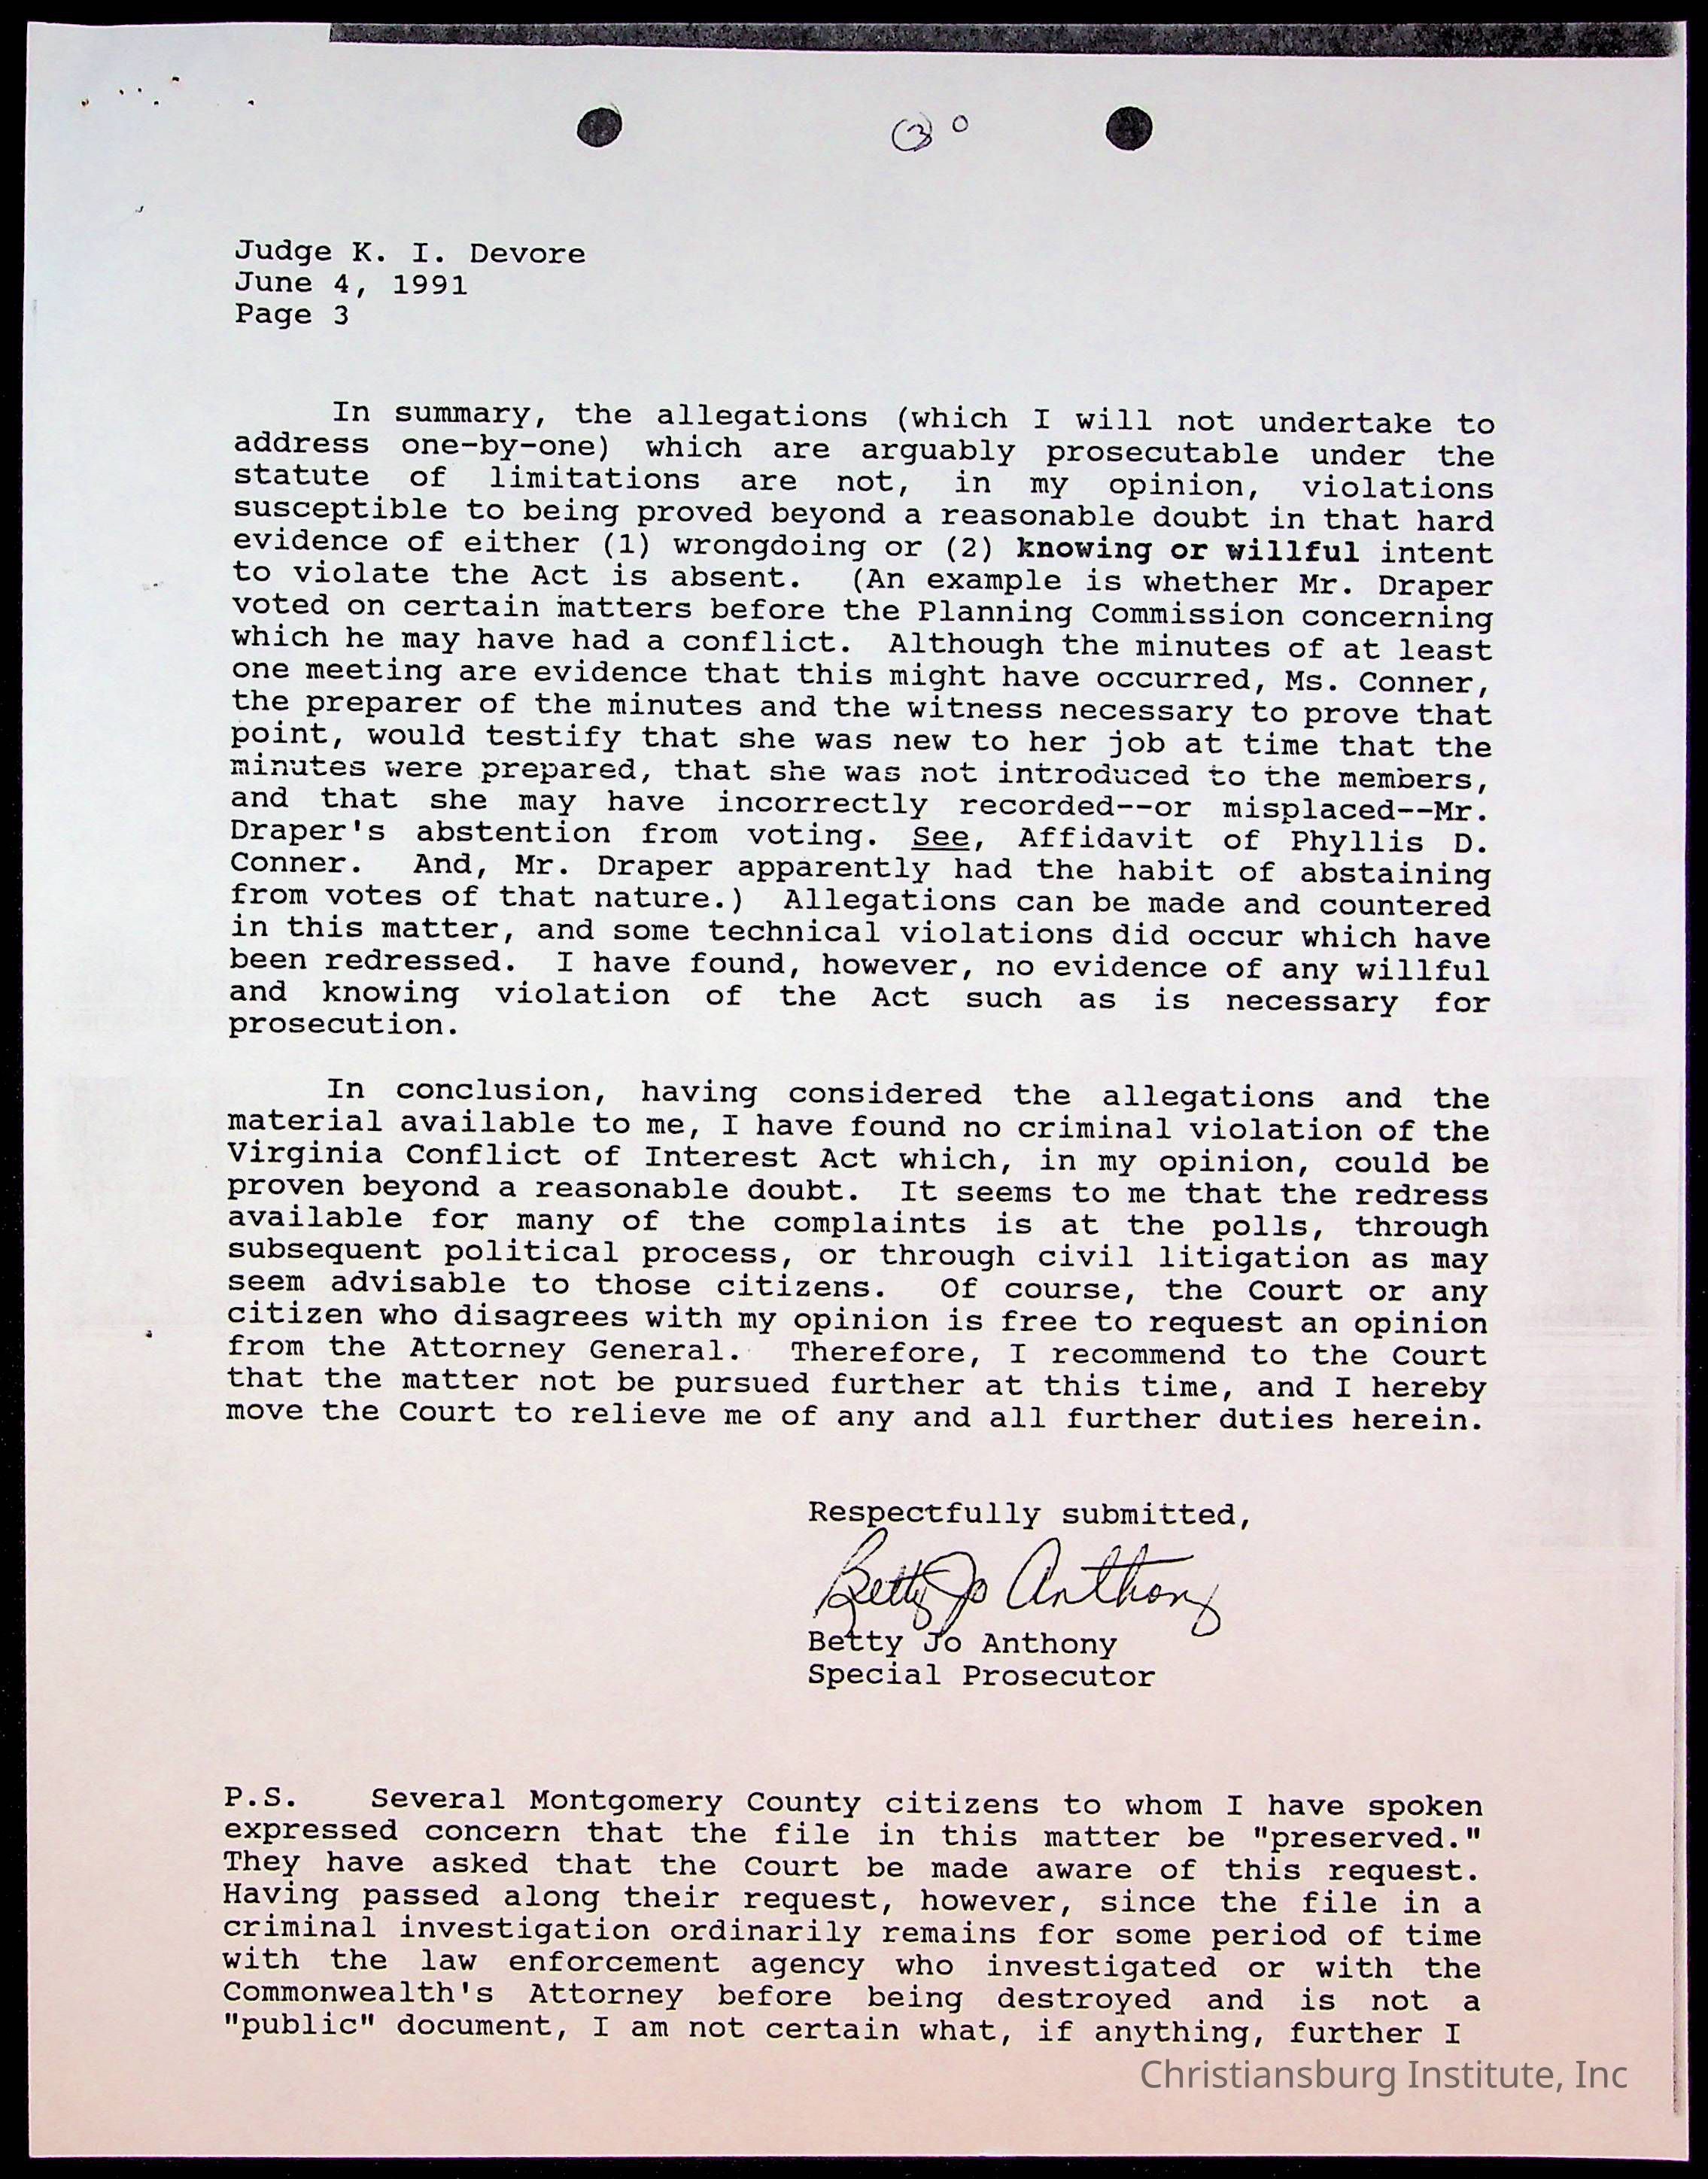 3
Judge K. I. Devore
June 4, 1991
Page 3
In summary, the allegations (which I will not undertake to
address one-by-one) which are arguably prosecutable under the
statute of limitations are not, in my opinion, violations
susceptible to being proved beyond a reasonable doubt in that hard
evidence of either (1) wrongdoing or (2) knowing or willful intent
to violate the Act is absent. (An example is whether Mr. Draper
voted on certain matters before the Planning Commission concerning
which he may have had a conflict. Although the minutes of at least
one meeting are evidence that this might have occurred, Ms. Conner,
the preparer of the minutes and the witness necessary to prove that
point, would testify that she was new to her job at time that the
minutes were prepared, that she was not introduced to the members,
and that she may have incorrectly recorded--or misplaced--Mr.
Draper's abstention from voting. See, Affidavit of Phyllis D.
Conner. And, Mr. Draper apparently had the habit of abstaining
from votes of that nature.) Allegations can be made and countered
in this matter, and some technical violations did occur which have
been redressed. I have found, however, no evidence of any willful
and knowing violation of the Act such as is necessary for
prosecution.
In conclusion, having considered the allegations and the
material available to me, I have found no criminal violation of the
Virginia Conflict of Interest Act which, in my opinion, could be
proven beyond a reasonable doubt. It seems to me that the redress
available for many of the complaints is at the polls, through
subsequent political process, or through civil litigation as may
seem advisable to those citizens. Of course, the Court or any
citizen who disagrees with my opinion is free to request an opinion
from the Attorney General. Therefore, I recommend to the Court
that the matter not be pursued further at this time, and I hereby
move the Court to relieve me of any and all further duties herein.
Respectfully submitted,
Betty Jo Anthony
Betty Jo Anthony
Special Prosecutor
P.S. Several Montgomery County citizens to whom I have spoken
expressed concern that the file in this matter be "preserved."
They have asked that the Court be made aware of this request.
Having passed along their request, however, since the file in a
criminal investigation ordinarily remains for some period of time
with the law enforcement agency who investigated or with the
Commonwealth's Attorney before being destroyed and is not a
"public" document, I am not certain what, if anything, further I
Christiansburg Institute, Inc